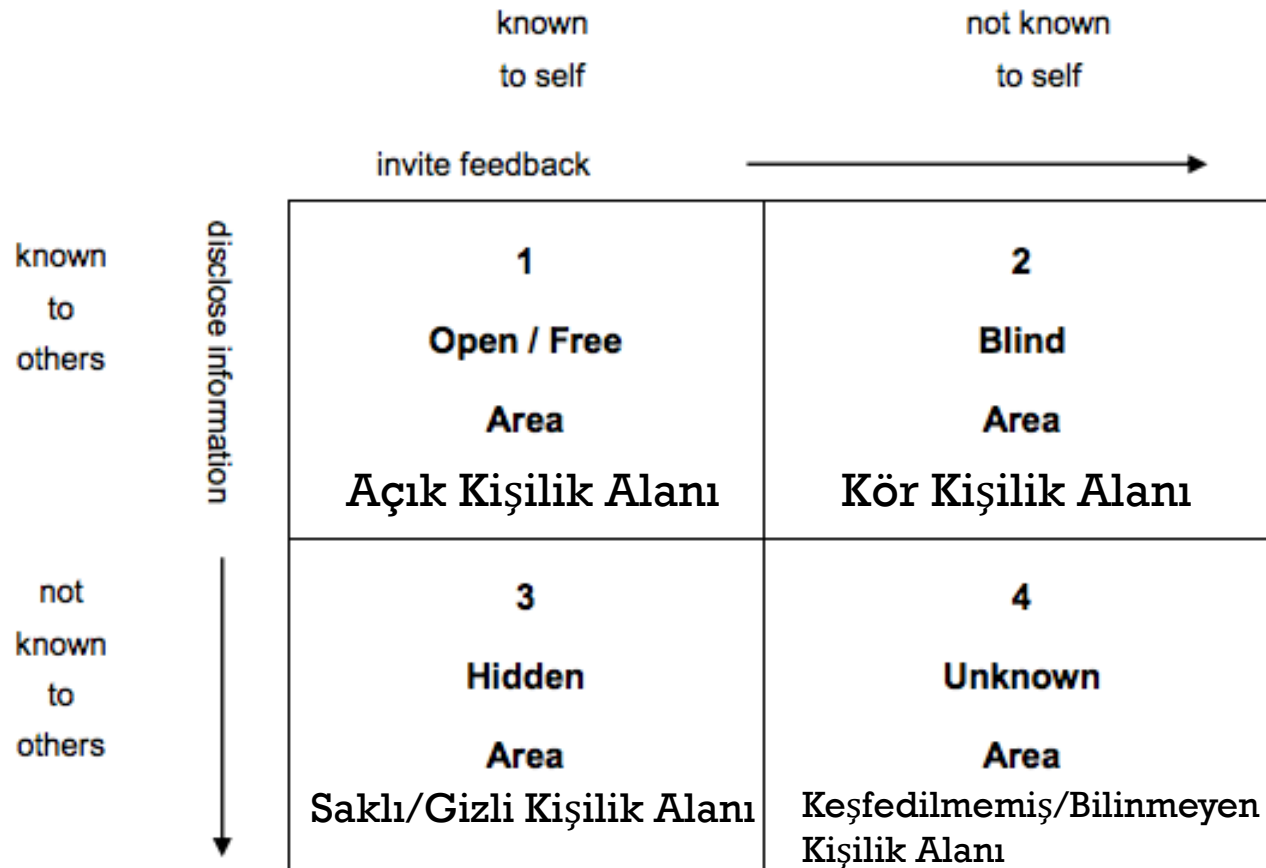 known
to self
not known
to self
invite feedback
known
to
others
disclose information
1
Open / Free
Area
Açık Kişilik Alanı
2
Blind
Area
Kör Kişilik Alanı
not
known
to
others
3
Hidden
Area
Saklı/Gizli Kişilik Alanı
4
Unknown
Area
Keşfedilmemiş/Bilinmeyen
Kişilik Alanı